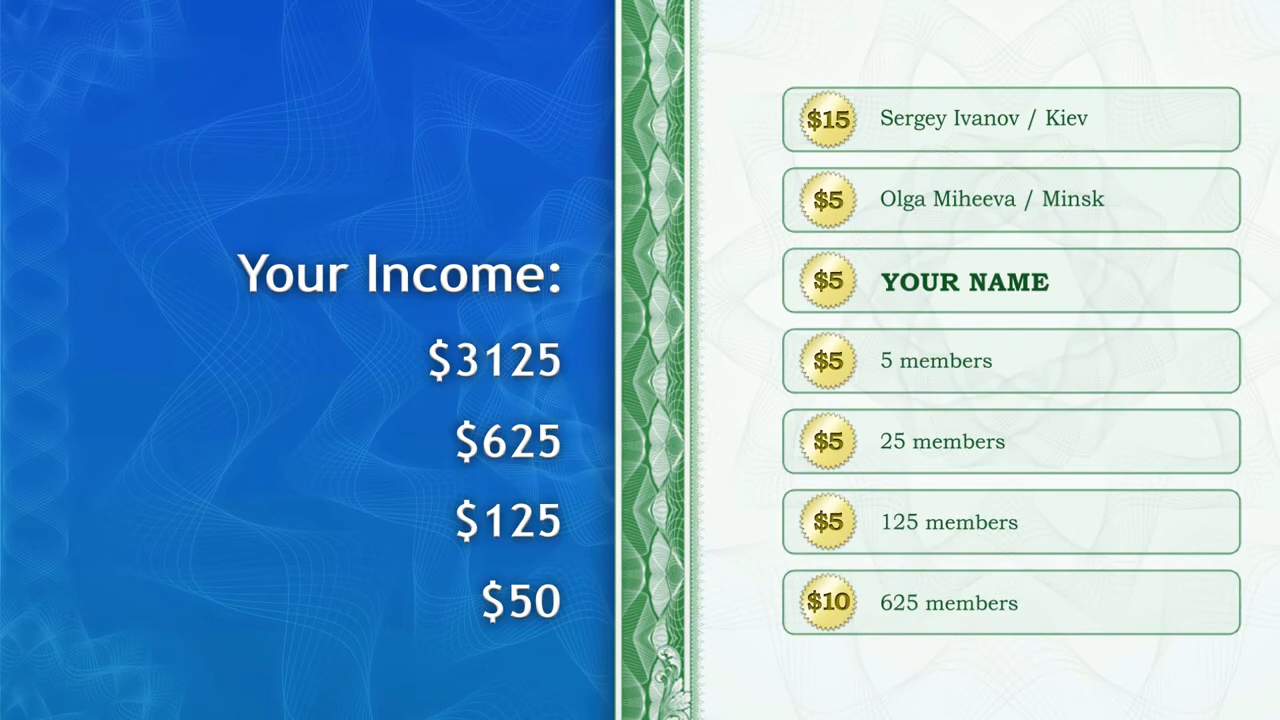 Your Income:
$3125
$625
$125
$50
$15 Sergey Ivanov / Kiev
$5 Olga Miheeva / Minsk
$5 YOUR NAME
$5 5 members
$5 25 members
$5 125 members
$10 625 members